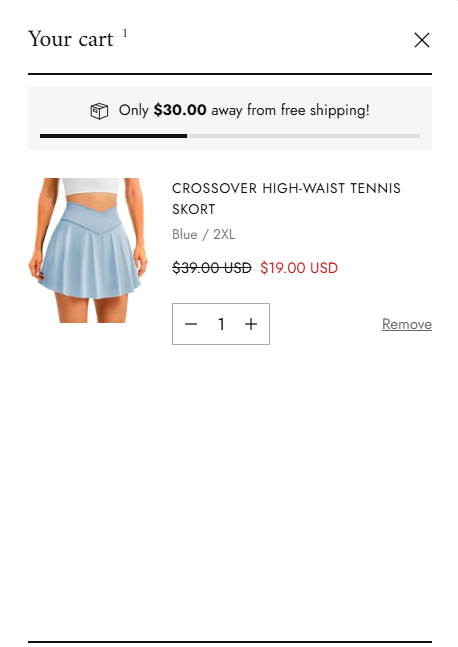 Your cart 1
Only $30.00 away from free shipping!
CROSSOVER HIGH-WAIST TENNIS
SKORT
Blue / 2XL
$39.00 USD $19.00 USD
1
Remove